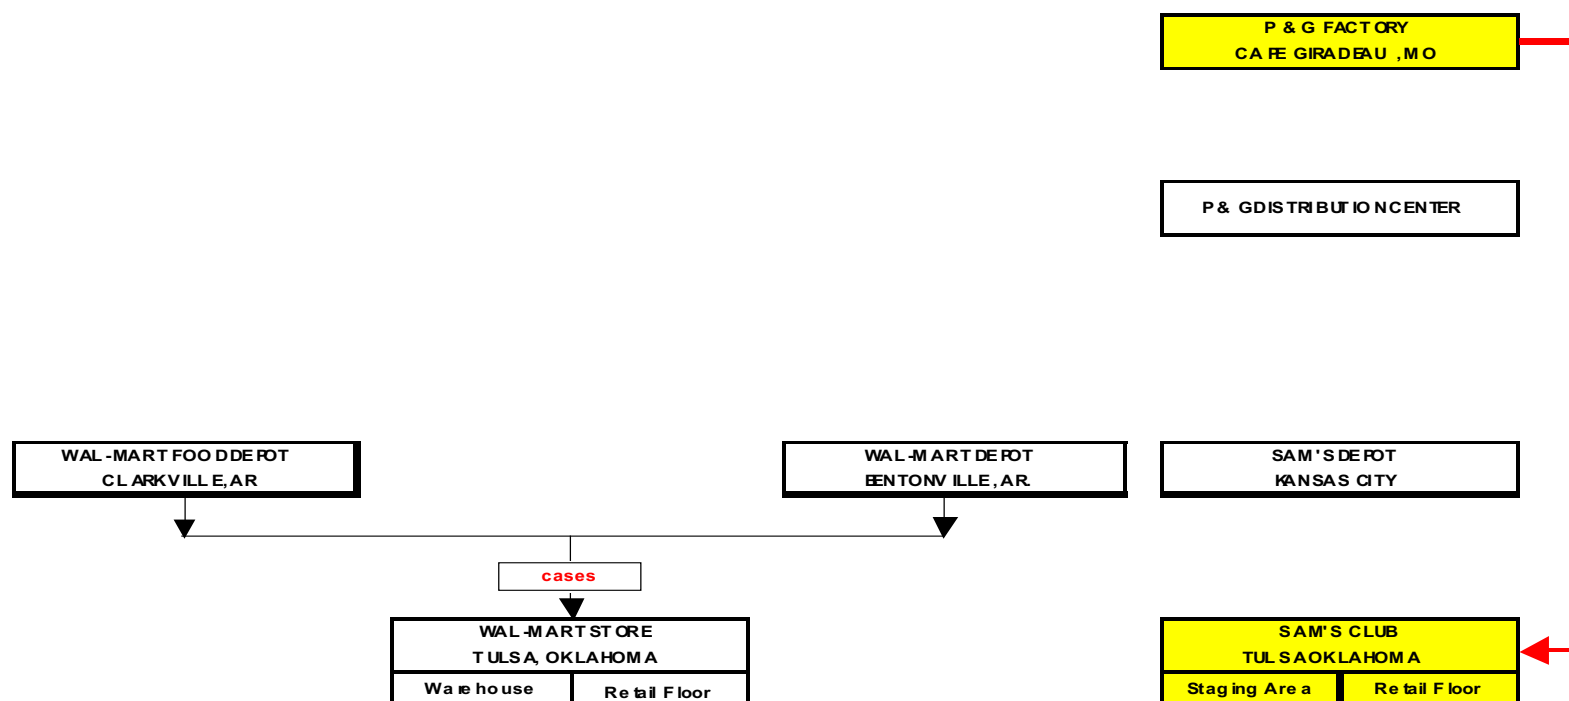 P & G FACTORY
CAPE GIRADEAU , MO
P & G DISTRIBUTION CENTER
WAL-MART FOOD DEPOT
CLARKVILLE, AR
WAL-MART DEPOT
BENTONVILLE, AR.
SAM'S DEPOT
KANSAS CITY
cases
WAL-MART STORE
TULSA, OKLAHOMA
Warehouse
Retail Floor
SAM'S CLUB
TULSA OKLAHOMA
Staging Area
Retail Floor